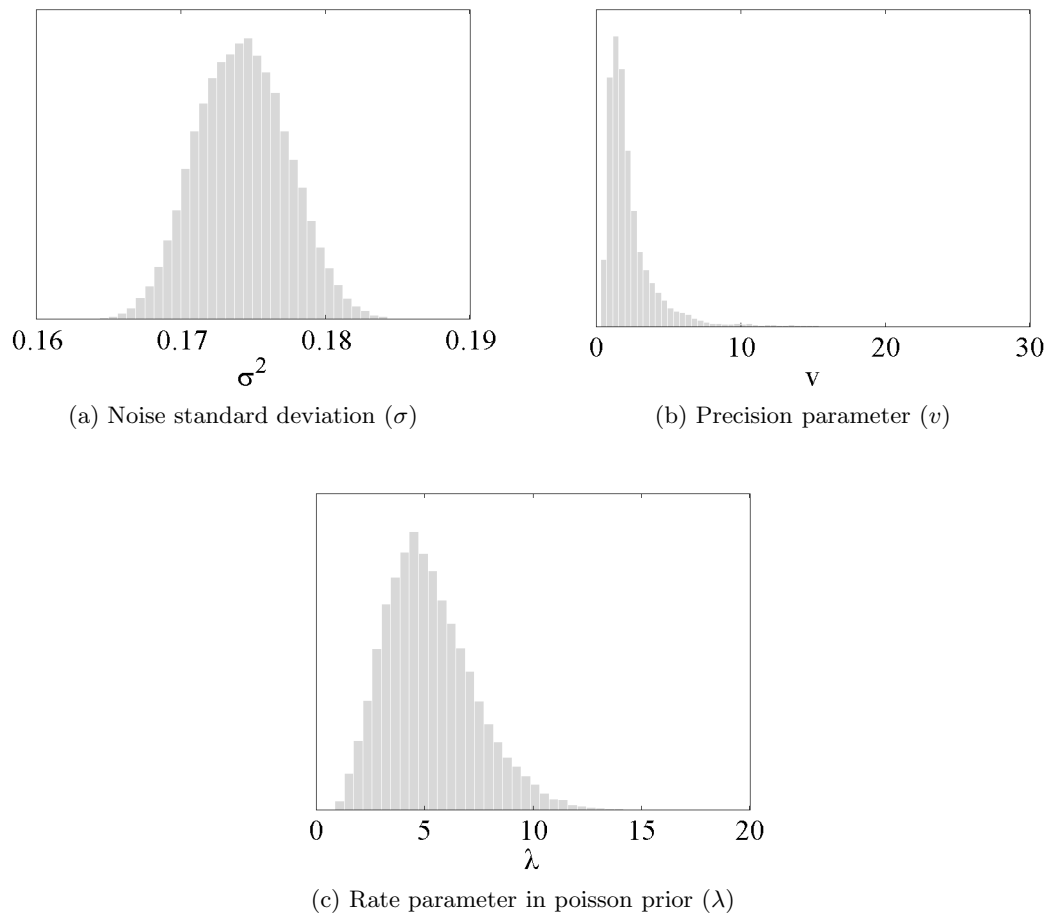 0.16 0.17 0.18 0.19
σ²
(a) Noise standard deviation (σ)
0 10 20 30
v
(b) Precision parameter (v)
0 5 10 15 20
λ
(c) Rate parameter in poisson prior (λ)